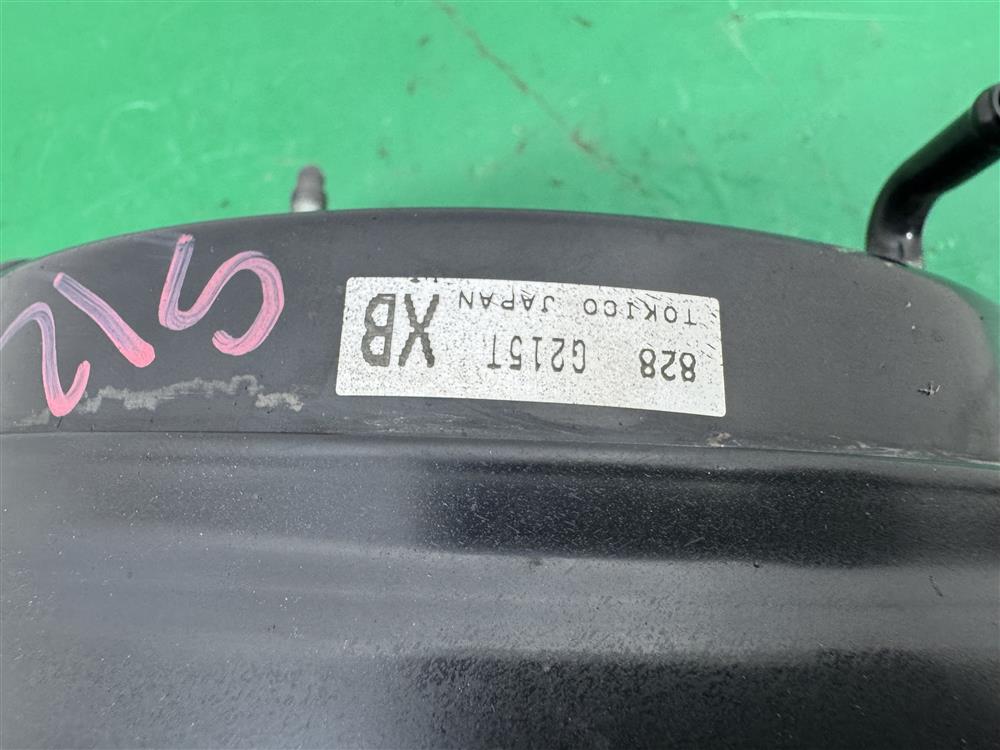 828 G215T XB
TOKICO JAPAN
215